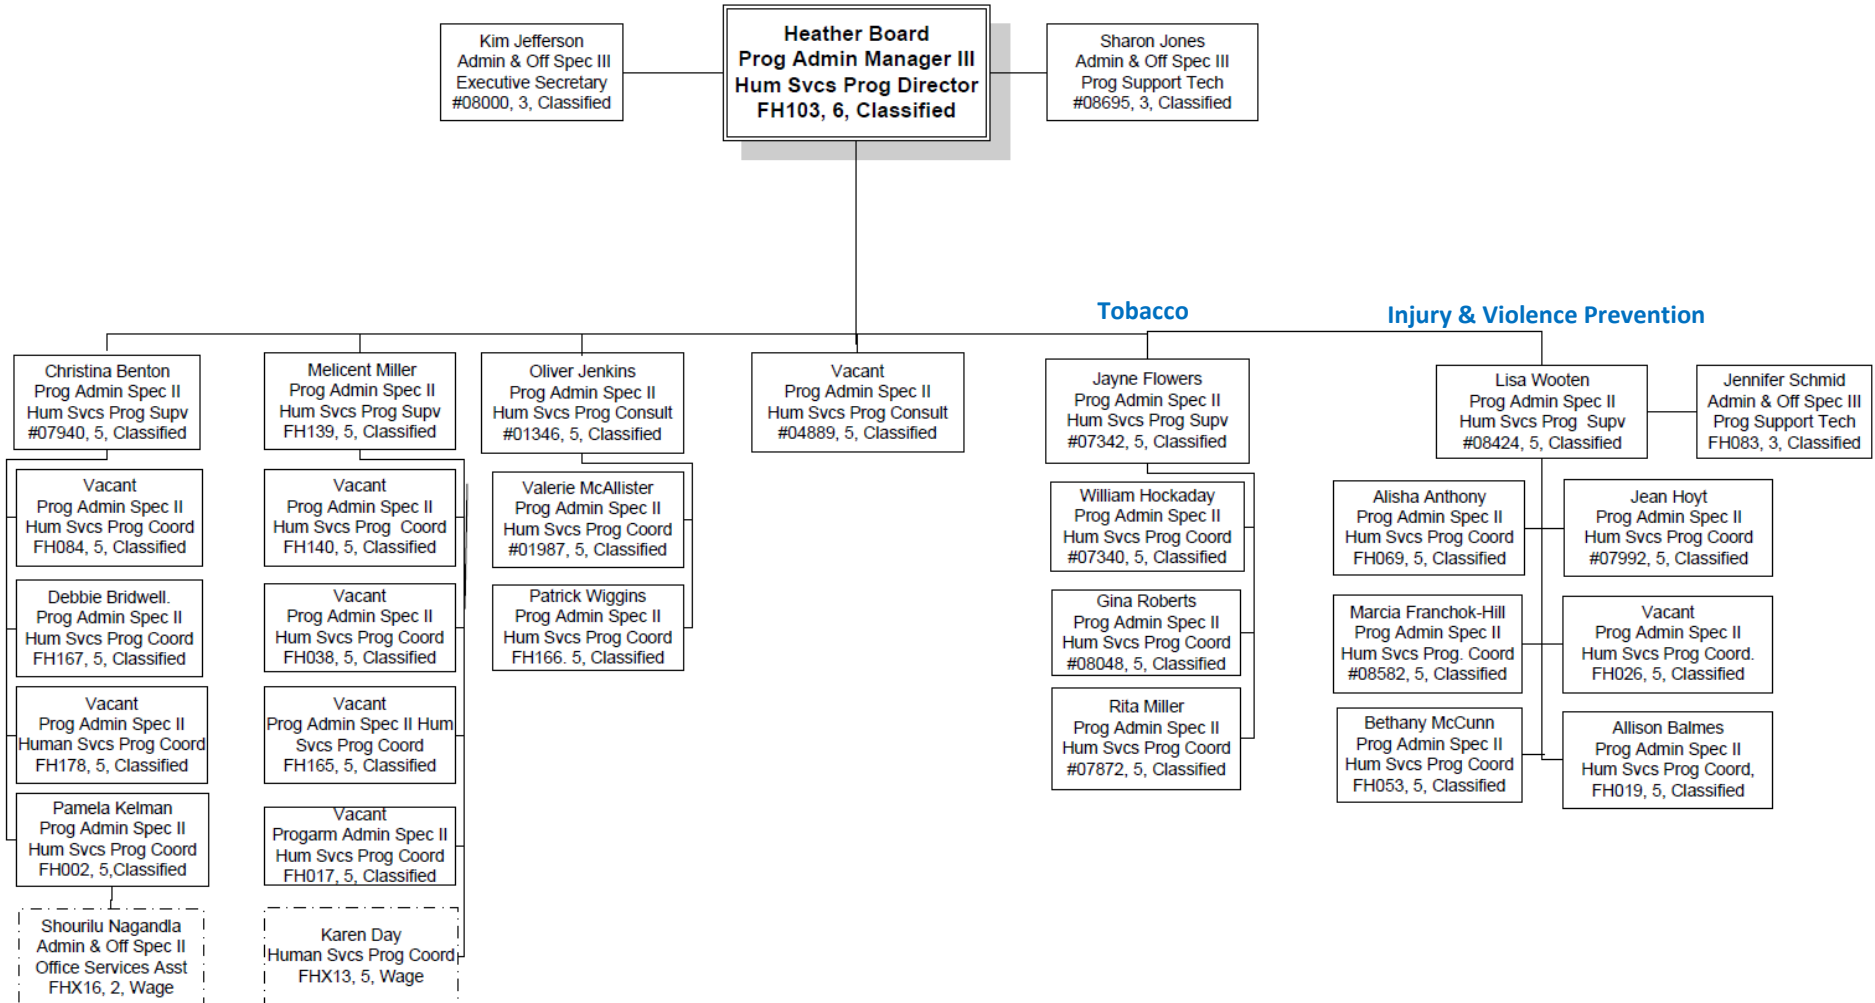 Kim Jefferson
Admin & Off Spec III
Executive Secretary
#08000, 3, Classified
Heather Board
Prog Admin Manager III
Hum Svcs Prog Director
FH103, 6, Classified
Sharon Jones
Admin & Off Spec III
Prog Support Tech
#08695, 3, Classified
Tobacco
Injury & Violence Prevention
Christina Benton
Prog Admin Spec II
Hum Svcs Prog Supv
#07940, 5, Classified
Melicent Miller
Prog Admin Spec II
Hum Svcs Prog Supv
FH139, 5, Classified
Oliver Jenkins
Prog Admin Spec II
Hum Svcs Prog Consult
#01346, 5, Classified
Vacant
Prog Admin Spec II
Hum Svcs Prog Consult
#04889, 5, Classified
Jayne Flowers
Prog Admin Spec II
Hum Svcs Prog Supv
#07342, 5, Classified
Lisa Wooten
Prog Admin Spec II
Hum Svcs Prog Supv
#08424, 5, Classified
Jennifer Schmid
Admin & Off Spec III
Prog Support Tech
FH083, 3, Classified
Vacant
Prog Admin Spec II
Hum Svcs Prog Coord
FH084, 5, Classified
Vacant
Prog Admin Spec II
Hum Svcs Prog Coord
FH140, 5, Classified
Valerie McAllister
Prog Admin Spec II
Hum Svcs Prog Coord
#01987, 5, Classified
William Hockaday
Prog Admin Spec II
Hum Svcs Prog Coord
#07340, 5, Classified
Alisha Anthony
Prog Admin Spec II
Hum Svcs Prog Coord
FH069, 5, Classified
Jean Hoyt
Prog Admin Spec II
Hum Svcs Prog Coord
#07992, 5, Classified
Debbie Bridwell.
Prog Admin Spec II
Hum Svcs Prog Coord
FH167, 5, Classified
Vacant
Prog Admin Spec II
Hum Svcs Prog Coord
FH038, 5, Classified
Patrick Wiggins
Prog Admin Spec II
Hum Svcs Prog Coord
FH166. 5, Classified
Gina Roberts
Prog Admin Spec II
Hum Svcs Prog Coord
#08048, 5, Classified
Marcia Franchok-Hill
Prog Admin Spec II
Hum Svcs Prog. Coord
#08582, 5, Classified
Vacant
Prog Admin Spec II
Hum Svcs Prog Coord.
FH026, 5, Classified
Vacant
Prog Admin Spec II
Human Svcs Prog Coord
FH178, 5, Classified
Vacant
Prog Admin Spec II Hum
Svcs Prog Coord
FH165, 5, Classified
Rita Miller
Prog Admin Spec II
Hum Svcs Prog Coord
#07872, 5, Classified
Bethany McCunn
Prog Admin Spec II
Hum Svcs Prog Coord
FH053, 5, Classified
Allison Balmes
Prog Admin Spec II
Hum Svcs Prog Coord,
FH019, 5, Classified
Pamela Kelman
Prog Admin Spec II
Hum Svcs Prog Coord
FH002, 5,Classified
Vacant
Progarm Admin Spec II
Hum Svcs Prog Coord
FH017, 5, Classified
Shourilu Nagandla
Admin & Off Spec II
Office Services Asst
FHX16, 2, Wage
Karen Day
Human Svcs Prog Coord
FHX13, 5, Wage